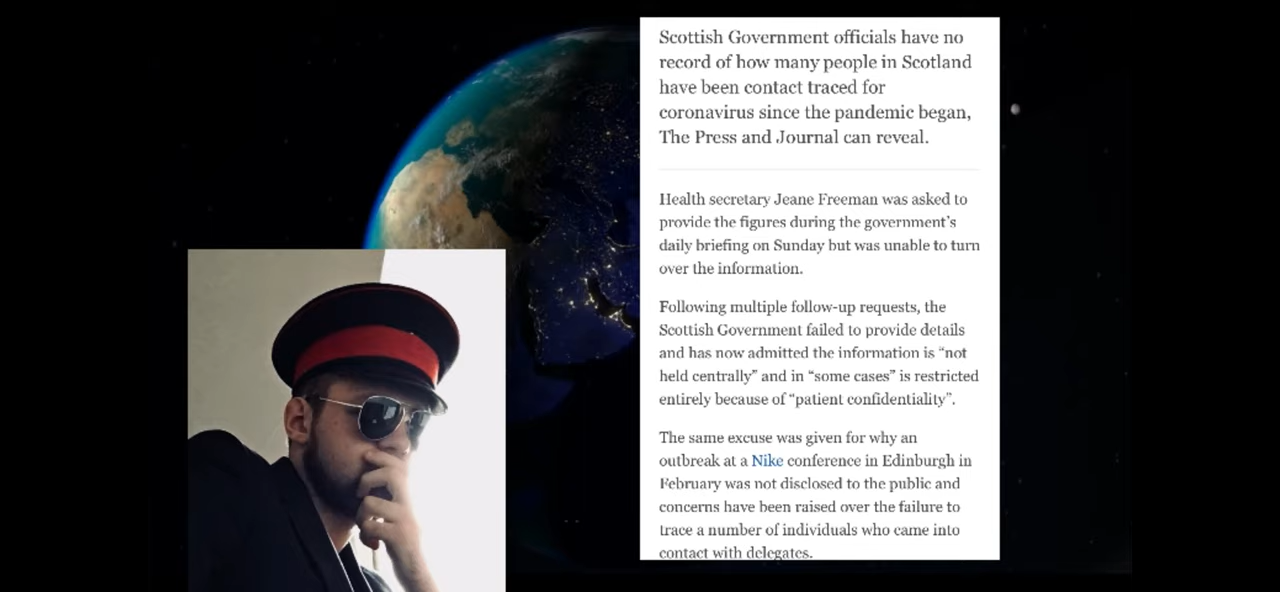 Scottish Government officials have no
record of how many people in Scotland
have been contact traced for
coronavirus since the pandemic began,
The Press and Journal can reveal.
Health secretary Jeane Freeman was asked to
provide the figures during the government's
daily briefing on Sunday but was unable to turn
over the information.
Following multiple follow-up requests, the
Scottish Government failed to provide details
and has now admitted the information is “not
held centrally” and in “some cases” is restricted
entirely because of “patient confidentiality”.
The same excuse was given for why an
outbreak at a Nike conference in Edinburgh in
February was not disclosed to the public and
concerns have been raised over the failure to
trace a number of individuals who came into
contact with delegates.